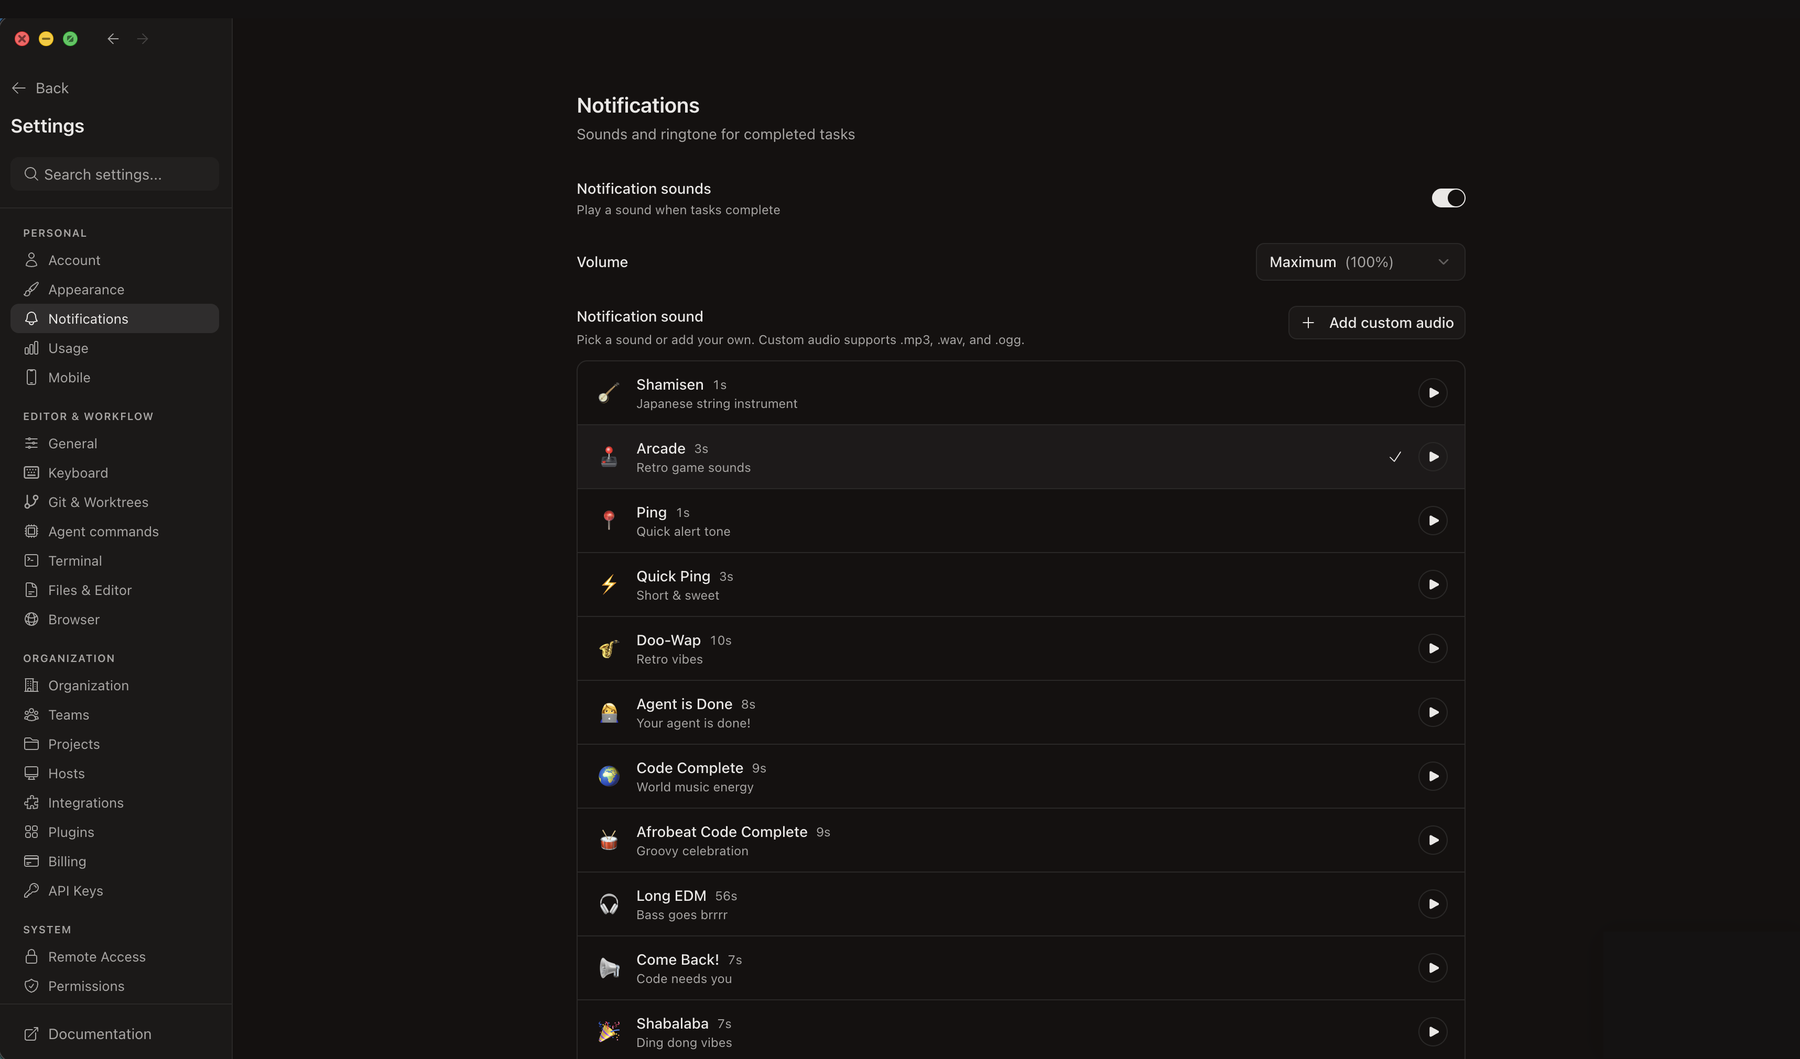 Back
Settings
Search settings...
PERSONAL
Account
Appearance
Notifications
Usage
Mobile
EDITOR & WORKFLOW
General
Keyboard
Git & Worktrees
Agent commands
Terminal
Files & Editor
Browser
ORGANIZATION
Organization
Teams
Projects
Hosts
Integrations
Plugins
Billing
API Keys
SYSTEM
Remote Access
Permissions
Documentation
Notifications
Sounds and ringtone for completed tasks
Notification sounds
Play a sound when tasks complete
Volume
Maximum (100%)
Notification sound
Pick a sound or add your own. Custom audio supports .mp3, .wav, and .ogg.
Add custom audio
Shamisen 1s
Japanese string instrument
Arcade 3s
Retro game sounds
Ping 1s
Quick alert tone
Quick Ping 3s
Short & sweet
Doo-Wap 10s
Retro vibes
Agent is Done 8s
Your agent is done!
Code Complete 9s
World music energy
Afrobeat Code Complete 9s
Groovy celebration
Long EDM 56s
Bass goes brrrr
Come Back! 7s
Code needs you
Shabalaba 7s
Ding dong vibes